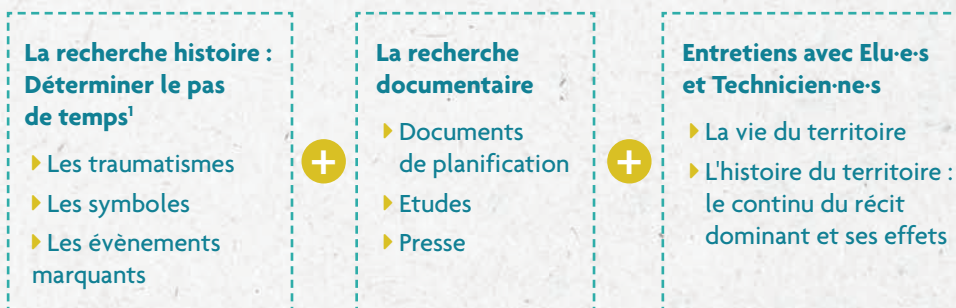 La recherche histoire :
Déterminer le pas
de temps¹
Les traumatismes
Les symboles
Les évènements
marquants
+
La recherche
documentaire
Documents
de planification
Etudes
Presse
+
Entretiens avec Elu·e·s
et Technicien·ne·s
La vie du territoire
L'histoire du territoire :
le continu du récit
dominant et ses effets